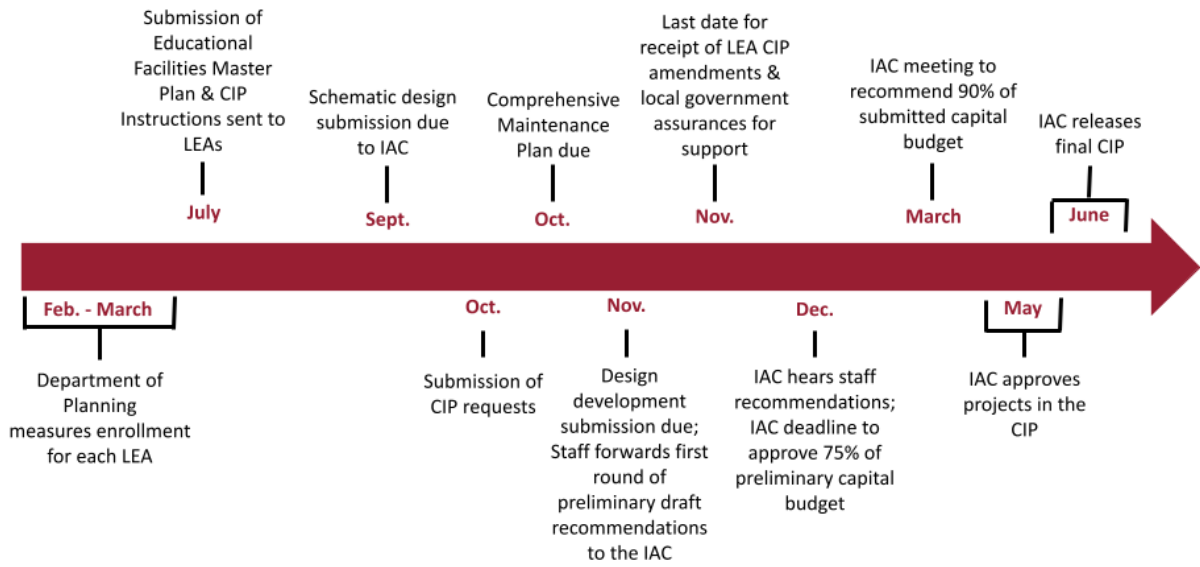 Submission of
Educational
Facilities Master
Plan & CIP
Instructions sent to
LEAs
July
Schematic design
submission due
to IAC
Sept.
Comprehensive
Maintenance
Plan due
Oct.
Last date for
receipt of LEA CIP
amendments &
local government
assurances for
support
Nov.
IAC meeting to
recommend 90% of
submitted capital
budget
March
IAC releases
final CIP
June
Feb. - March
Department of
Planning
measures enrollment
for each LEA
Oct.
Submission of
CIP requests
Nov.
Design
development
submission due;
Staff forwards first
round of
preliminary draft
recommendations
to the IAC
Dec.
IAC hears staff
recommendations;
IAC deadline to
approve 75% of
preliminary capital
budget
May
IAC approves
projects in the
CIP